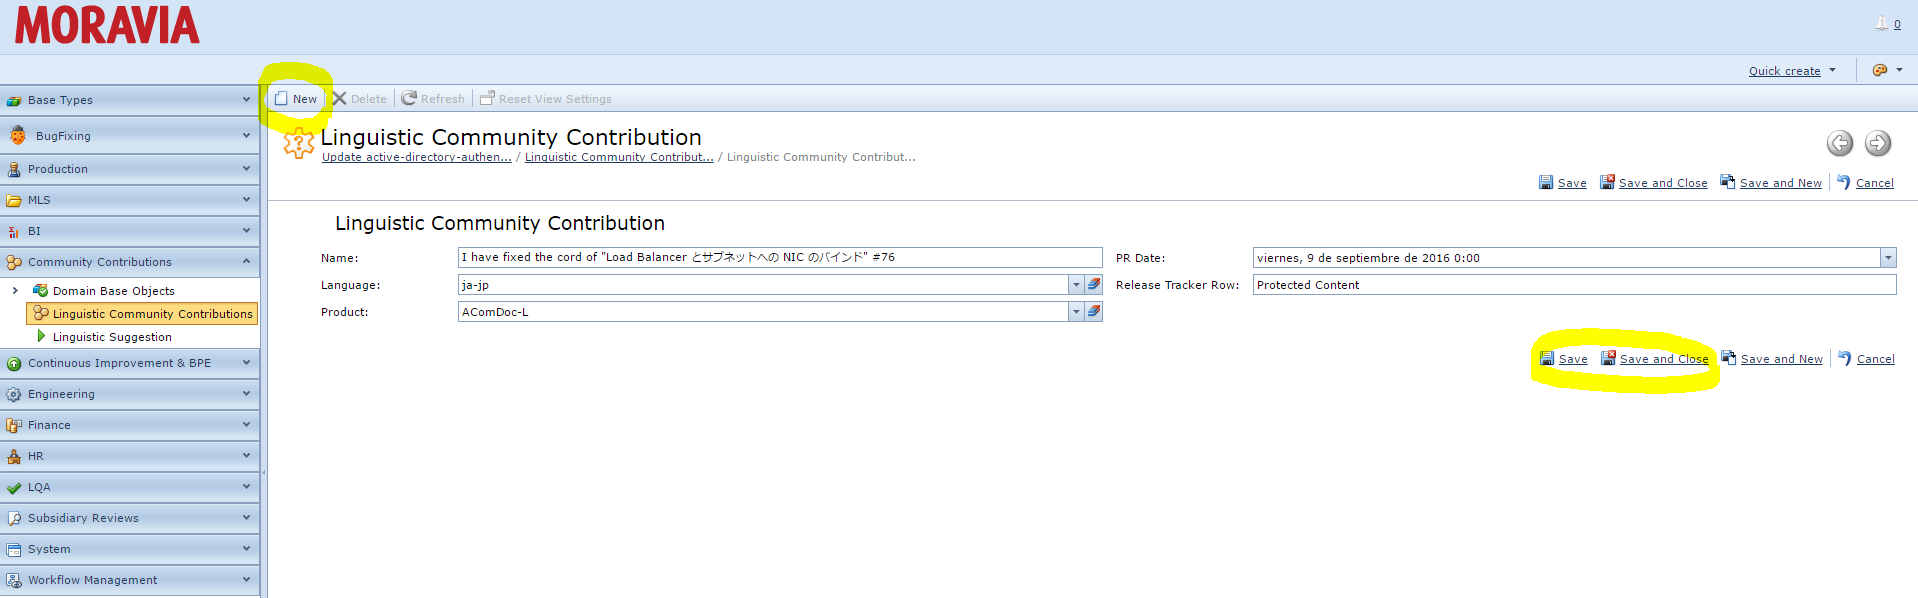 MORAVIA
0
Quick create
New Delete Refresh Reset View Settings
Base Types
BugFixing
Production
MLS
BI
Community Contributions
Domain Base Objects
Linguistic Community Contributions
Linguistic Suggestion
Continuous Improvement & BPE
Engineering
Finance
HR
LQA
Subsidiary Reviews
System
Workflow Management
Linguistic Community Contribution
Update active-directory-authen... / Linguistic Community Contribut... / Linguistic Community Contribut...
Save Save and Close Save and New Cancel
Linguistic Community Contribution
Name: I have fixed the cord of "Load Balancer とサブネットへの NIC のバインド" #76 PR Date: viernes, 9 de septiembre de 2016 0:00
Language: ja-jp Release Tracker Row: Protected Content
Product: AComDoc-L
Save Save and Close Save and New Cancel